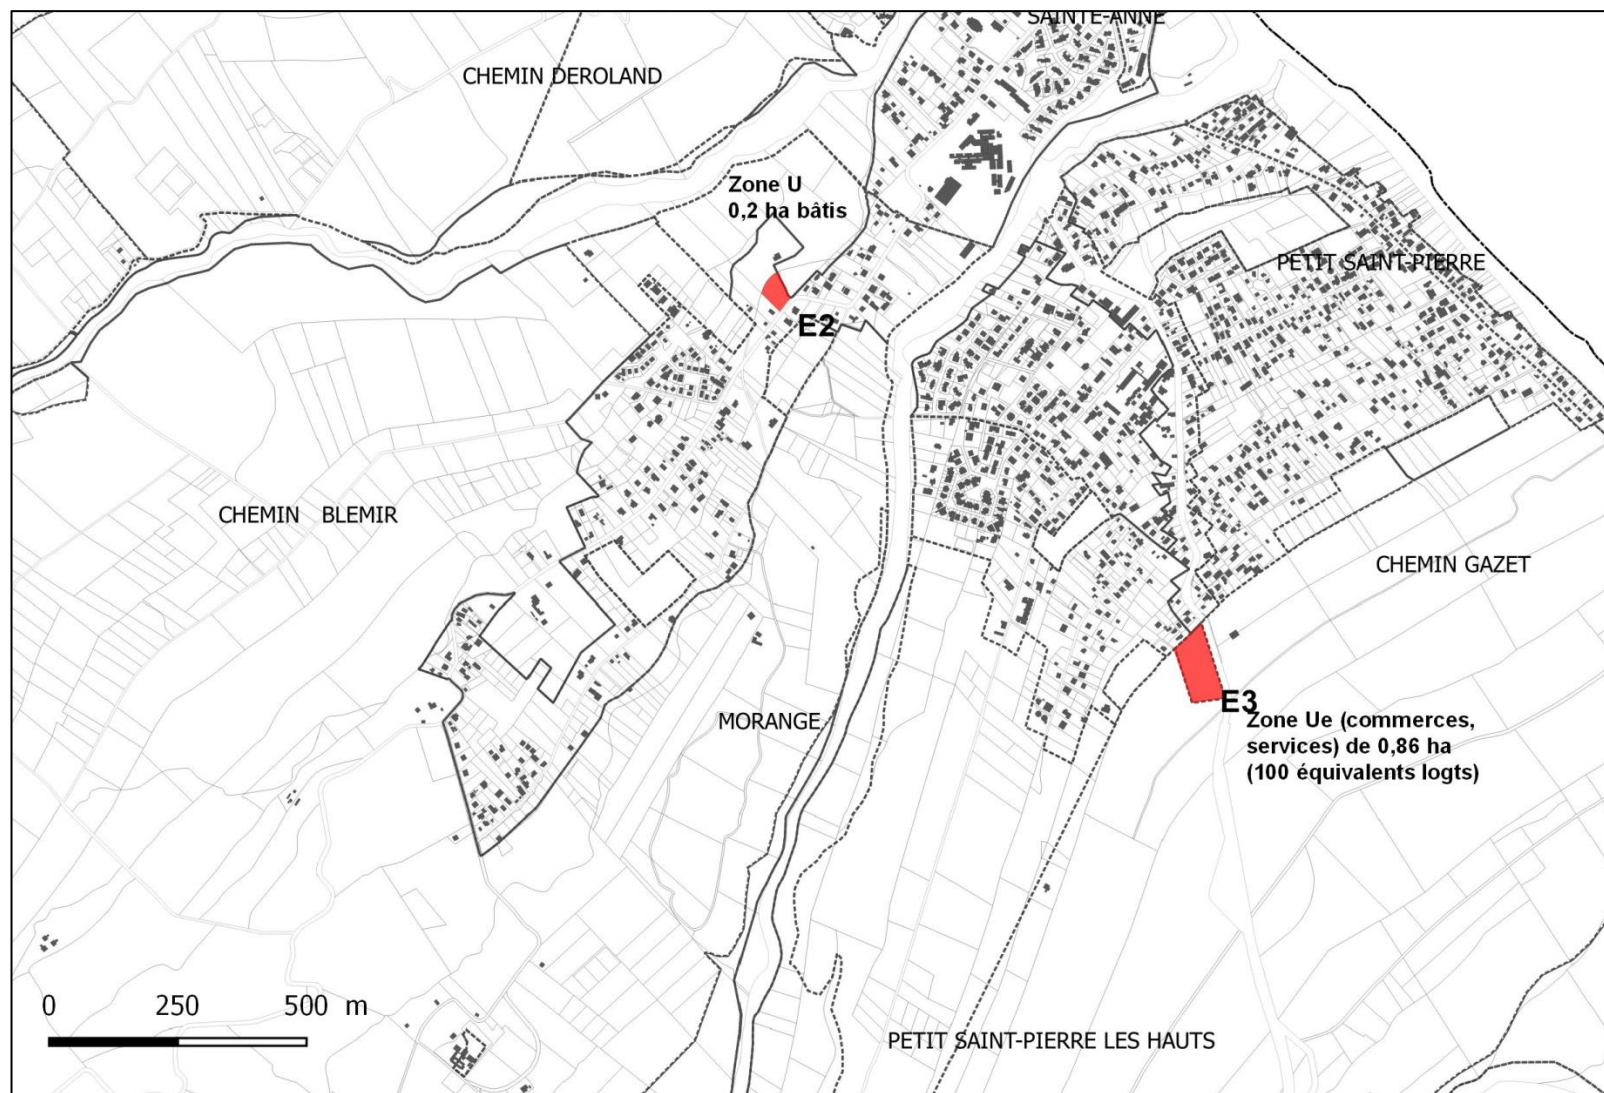 SAINTE-ANNE
CHEMIN DEROLAND
Zone U
0,2 ha bâtis
PETIT SAINT-PIERRE
E2
CHEMIN BLEMIR
CHEMIN GAZET
MORANGE
E3
Zone Ue (commerces,
services) de 0,86 ha
(100 équivalents logts)
0 250 500 m
PETIT SAINT-PIERRE LES HAUTS